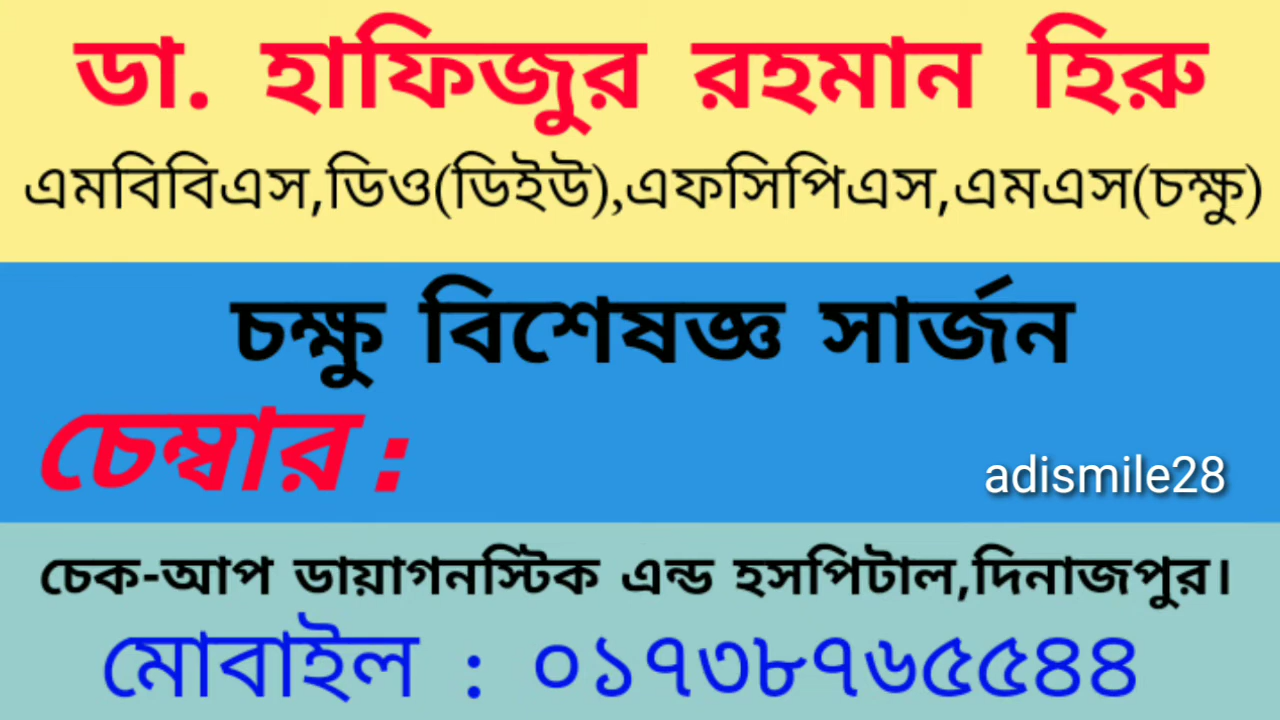 ডা. হাফিজুর রহমান হিরু
এমবিবিএস,ডিও(ডিইউ),এফসিপিএস,এমএস(চক্ষু)
চক্ষু বিশেষজ্ঞ সার্জন
চেম্বার :
adismile28
চেক-আপ ডায়াগনস্টিক এন্ড হসপিটাল,দিনাজপুর।
মোবাইল : ০১৭৩৮৭৬৫৫৪৪